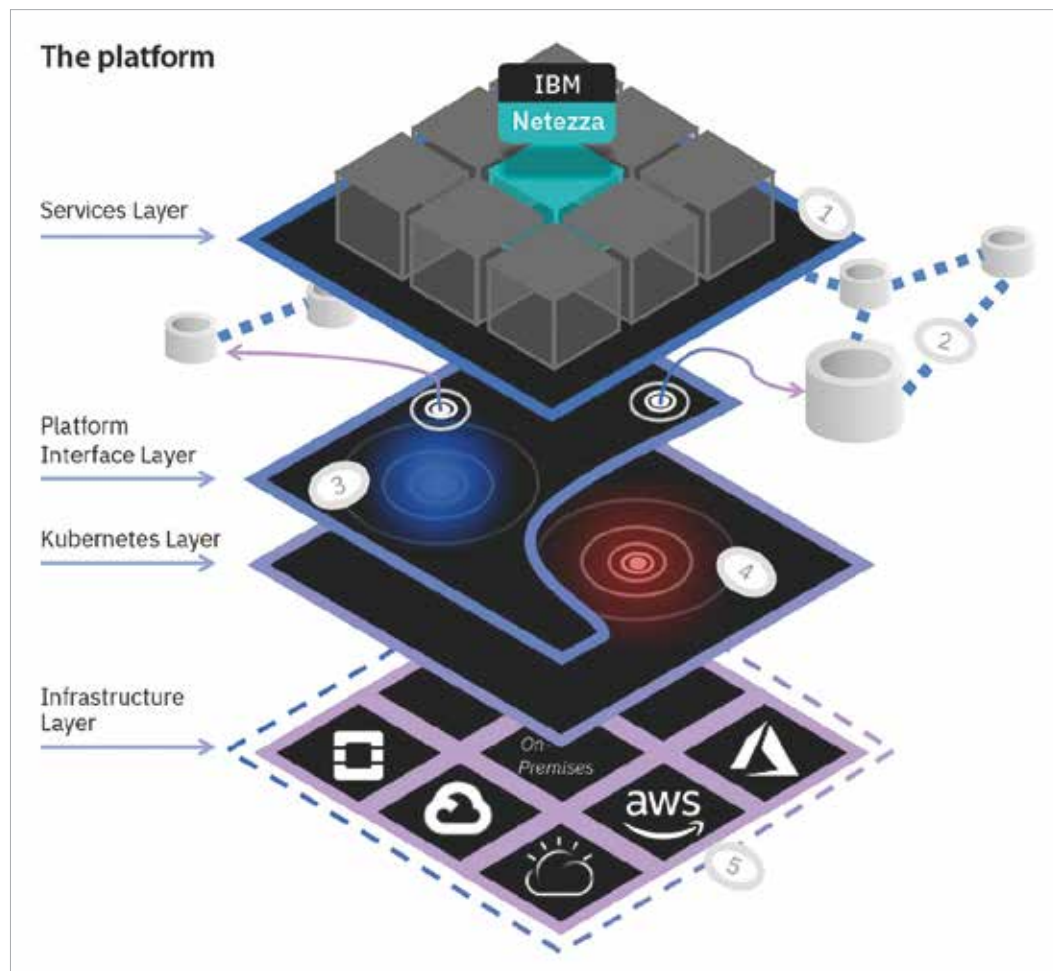 The platform
IBM
Netezza
Services Layer
1
2
Platform
Interface Layer
3
Kubernetes Layer
4
Infrastructure
Layer
On
Premises
aws
5